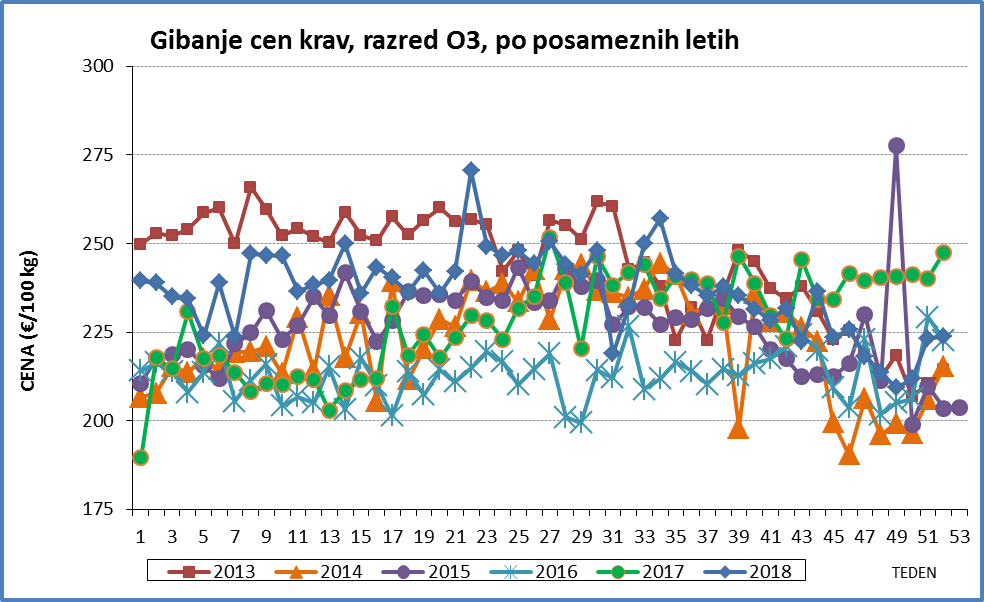 Gibanje cen krav, razred O3, po posameznih letih
CENA (€/100 kg)
300
275
250
225
200
175
1 3 5 7 9 11 13 15 17 19 21 23 25 27 29 31 33 35 37 39 41 43 45 47 49 51 53
2013 2014 2015 2016 2017 2018
TEDEN